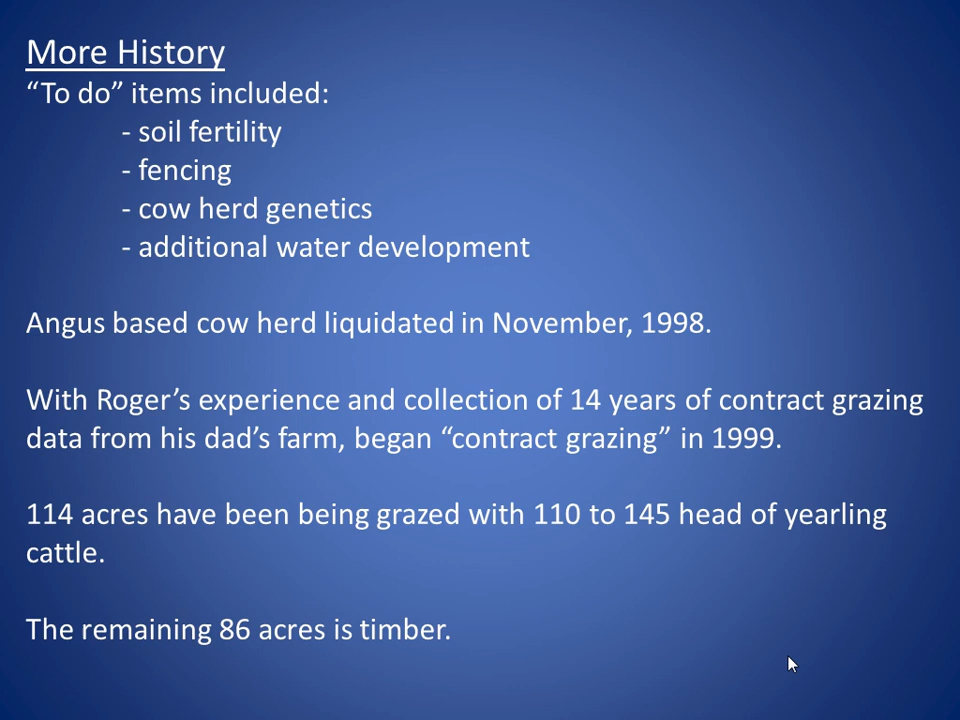 More History
“To do” items included:
- soil fertility
- fencing
- cow herd genetics
- additional water development
Angus based cow herd liquidated in November, 1998.
With Roger’s experience and collection of 14 years of contract grazing
data from his dad’s farm, began “contract grazing” in 1999.
114 acres have been being grazed with 110 to 145 head of yearling
cattle.
The remaining 86 acres is timber.